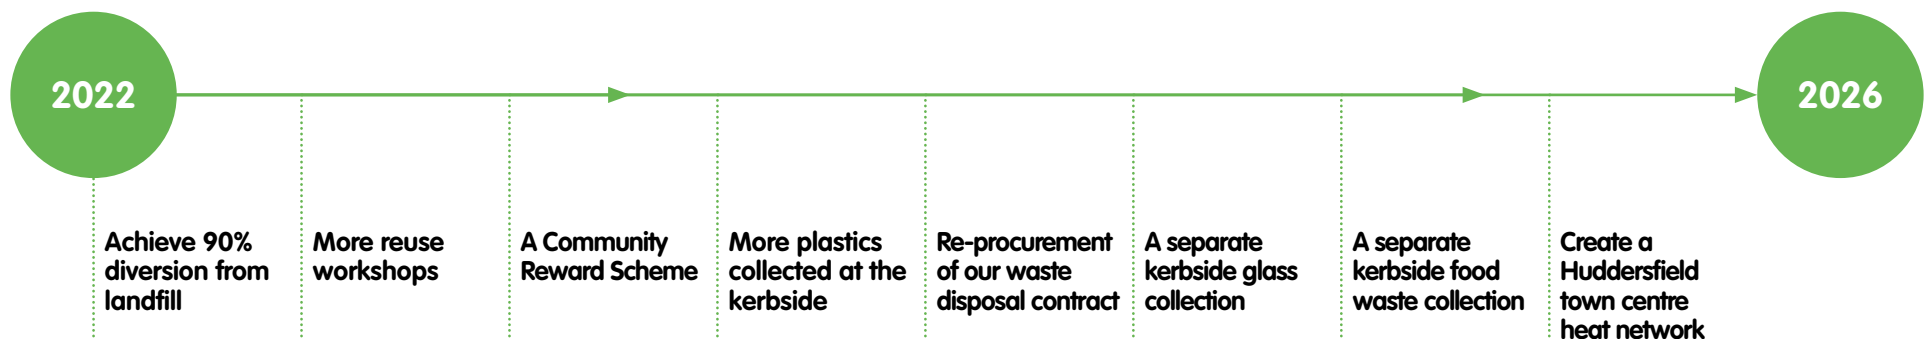 2022
2026
Achieve 90%
diversion from
landfill
More reuse
workshops
A Community
Reward Scheme
More plastics
collected at the
kerbside
Re-procurement
of our waste
disposal contract
A separate
kerbside glass
collection
A separate
kerbside food
waste collection
Create a
Huddersfield
town centre
heat network